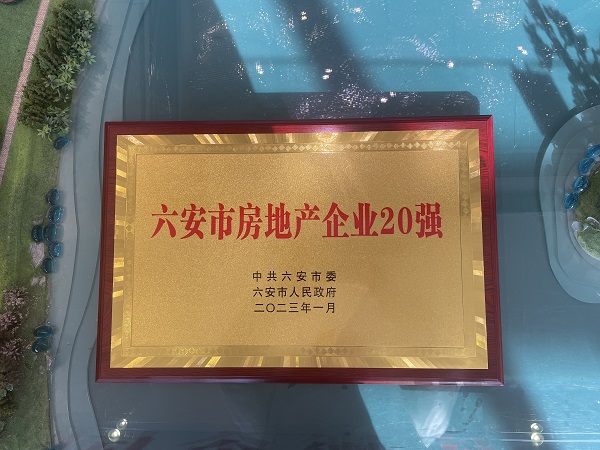 六安市房地产企业20强
中共六安市委
六安市人民政府
二〇二三年一月